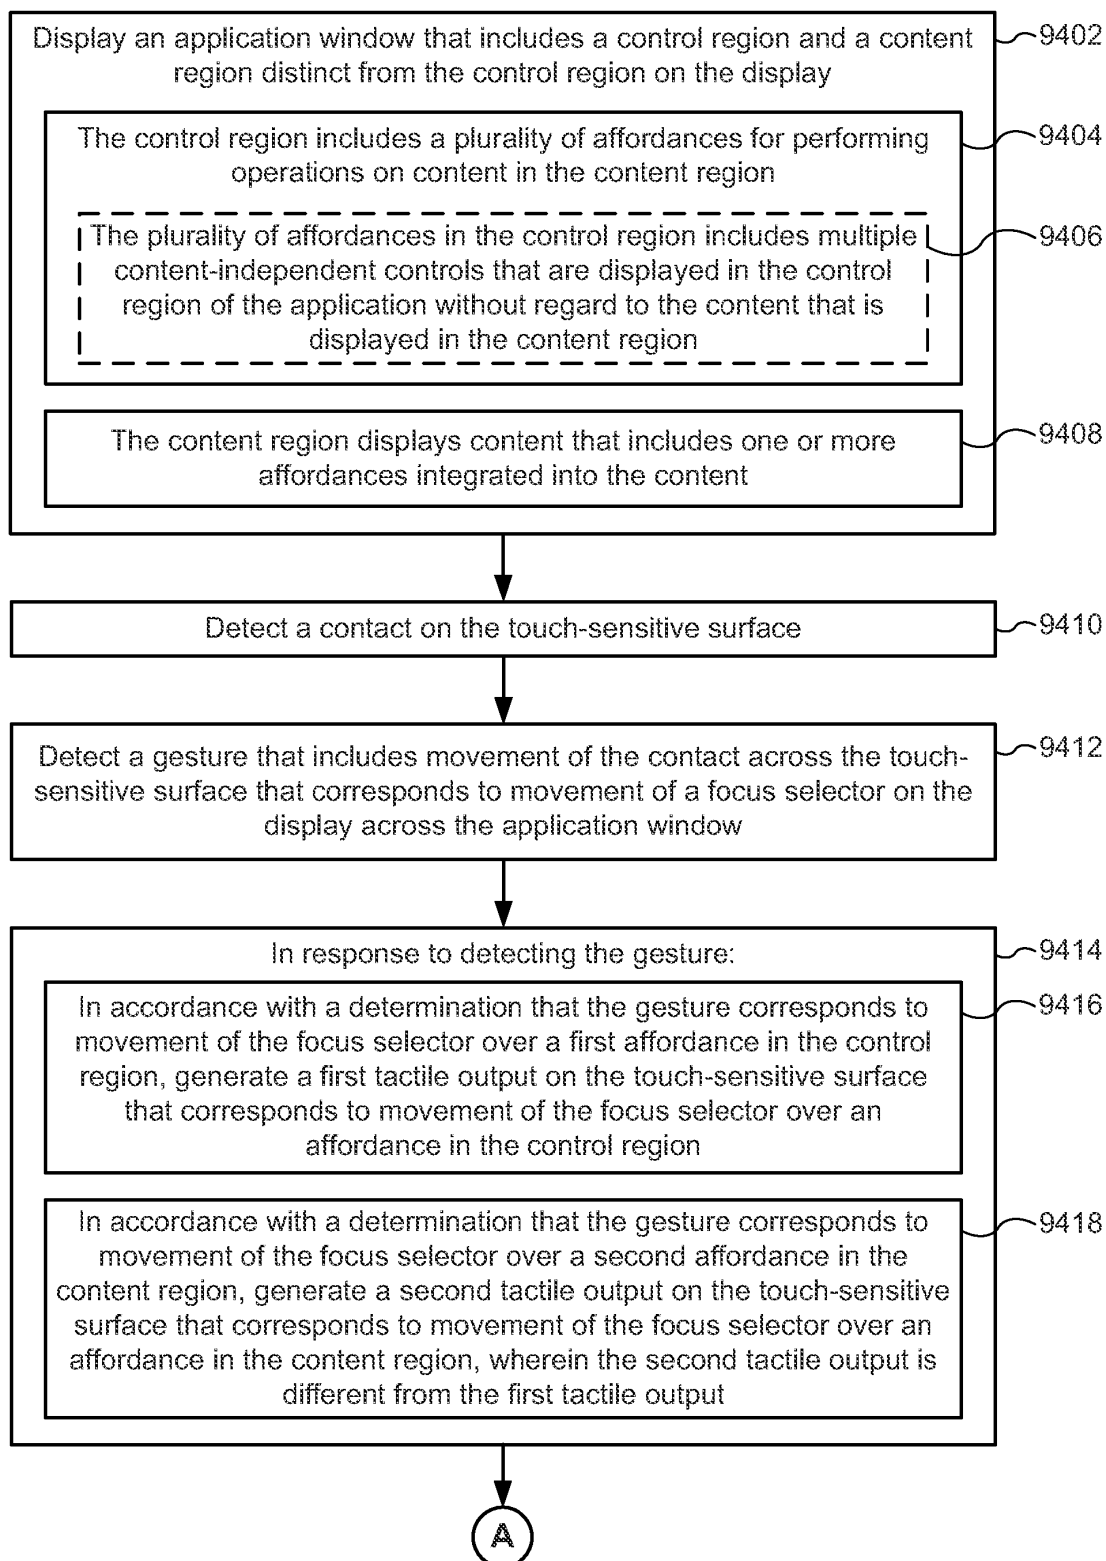 Display an application window that includes a control region and a content
9402
region distinct from the control region on the display
The control region includes a plurality of affordances for performing
9404
operations on content in the content region
The plurality of affordances in the control region includes multiple
9406
content-independent controls that are displayed in the control
region of the application without regard to the content that is
displayed in the content region
The content region displays content that includes one or more
9408
affordances integrated into the content
Detect a contact on the touch-sensitive surface
9410
Detect a gesture that includes movement of the contact across the touch-
9412
sensitive surface that corresponds to movement of a focus selector on the
display across the application window
In response to detecting the gesture:
9414
In accordance with a determination that the gesture corresponds to
9416
movement of the focus selector over a first affordance in the control
region, generate a first tactile output on the touch-sensitive surface
that corresponds to movement of the focus selector over an
affordance in the control region
In accordance with a determination that the gesture corresponds to
9418
movement of the focus selector over a second affordance in the
content region, generate a second tactile output on the touch-sensitive
surface that corresponds to movement of the focus selector over an
affordance in the content region, wherein the second tactile output is
different from the first tactile output
A